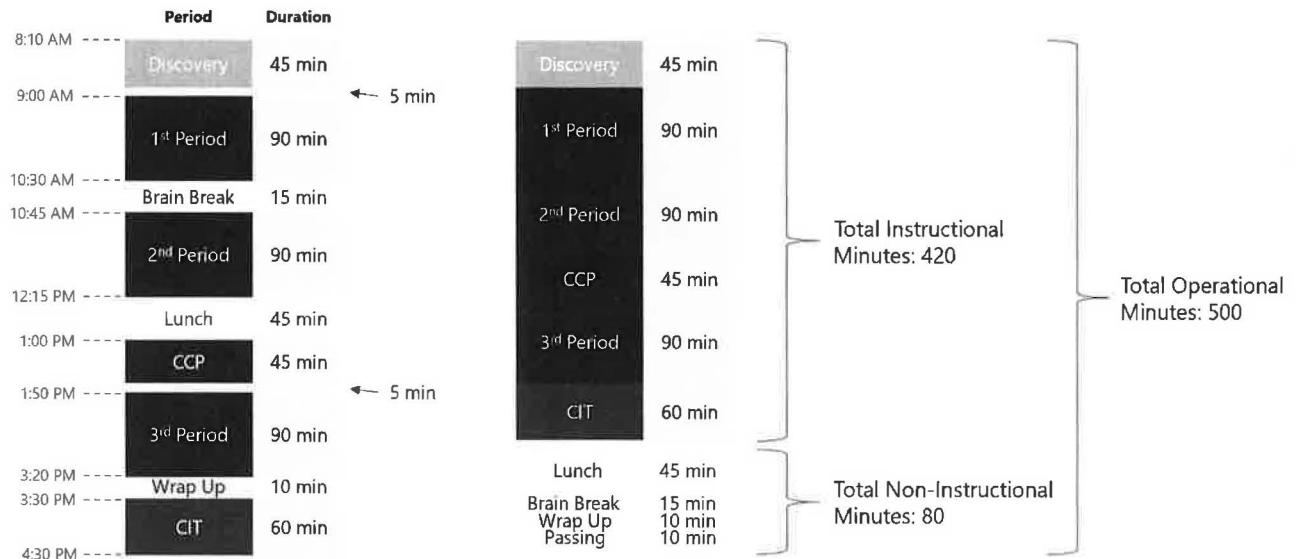 Period Duration
8:10 AM
Discovery 45 min
9:00 AM
5 min
1st Period 90 min
10:30 AM
Brain Break 15 min
10:45 AM
2nd Period 90 min
12:15 PM
Lunch 45 min
1:00 PM
CCP 45 min
1:50 PM
5 min
3rd Period 90 min
3:20 PM
Wrap Up 10 min
3:30 PM
CIT 60 min
4:30 PM
Discovery 45 min
1st Period 90 min
2nd Period 90 min
CCP 45 min
3rd Period 90 min
CIT 60 min
Lunch 45 min
Brain Break 15 min
Wrap Up 10 min
Passing 10 min
Total Instructional
Minutes: 420
Total Non-Instructional
Minutes: 80
Total Operational
Minutes: 500